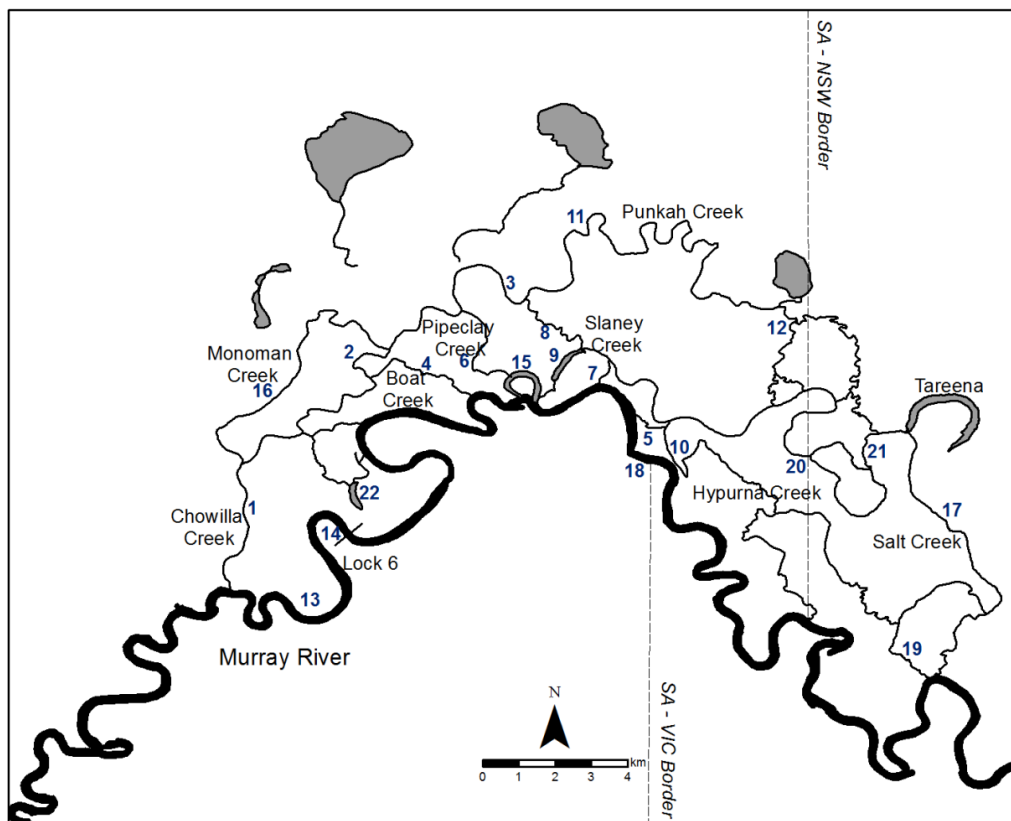 SA - NSW Border
11
Punkah Creek
3
12
8
Slaney
Creek
Pipeclay
Creek
2
Monoman
Creek
16
4
6
9
15
7
Boat
Creek
Tareena
5
10
18
20
21
Hypurna Creek
22
17
Chowilla
Creek
1
14
Lock 6
Salt Creek
13
19
Murray River
SA - VIC Border
N
km
0 1 2 3 4